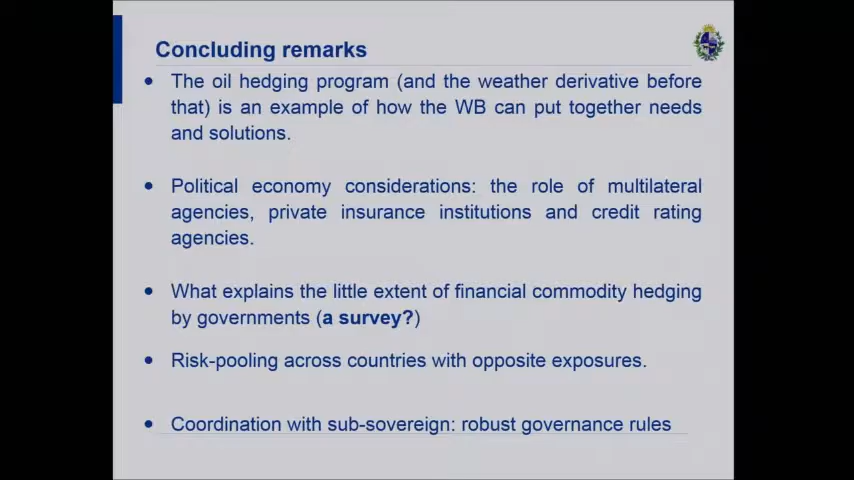 Concluding remarks
• The oil hedging program (and the weather derivative before
that) is an example of how the WB can put together needs
and solutions.
• Political economy considerations: the role of multilateral
agencies, private insurance institutions and credit rating
agencies.
• What explains the little extent of financial commodity hedging
by governments (a survey?)
• Risk-pooling across countries with opposite exposures.
• Coordination with sub-sovereign: robust governance rules